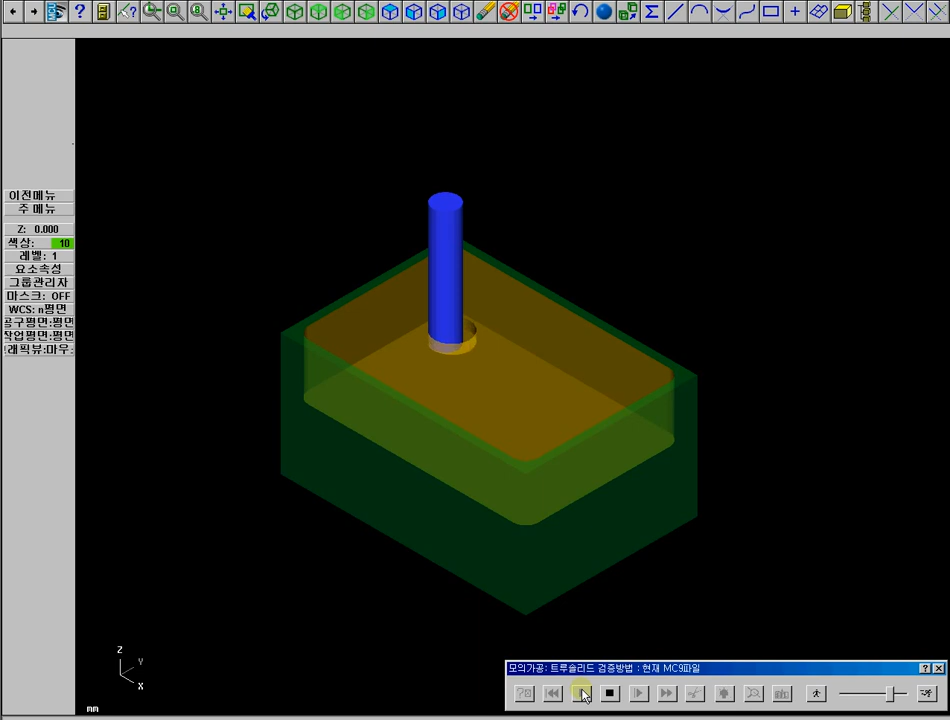 이전메뉴
주 메뉴
Z: 0.000
색상: 10
레벨: 1
요소속성
그룹관리자
마스크: OFF
WCS: n평면
공구평면:평면
작업평면:평면
래픽뷰:마우:
Z
Y
X
mm
모의가공: 트루솔리드 검증방법 : 현재 MC9파일